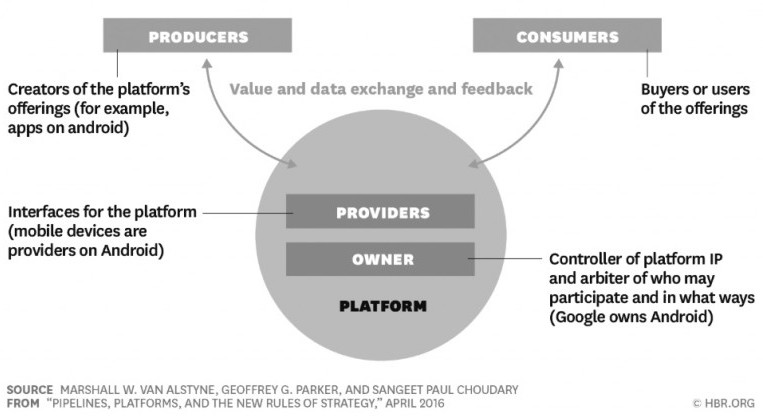 PRODUCERS
CONSUMERS
Creators of the platform's
offerings (for example,
apps on android)
Value and data exchange and feedback
Buyers or users
of the offerings
Interfaces for the platform
(mobile devices are
providers on Android)
PROVIDERS
OWNER
PLATFORM
Controller of platform IP
and arbiter of who may
participate and in what ways
(Google owns Android)
SOURCE MARSHALL W. VAN ALSTYNE, GEOFFREY G. PARKER, AND SANGEET PAUL CHOUDARY
FROM "PIPELINES, PLATFORMS, AND THE NEW RULES OF STRATEGY," APRIL 2016
© HBR.ORG